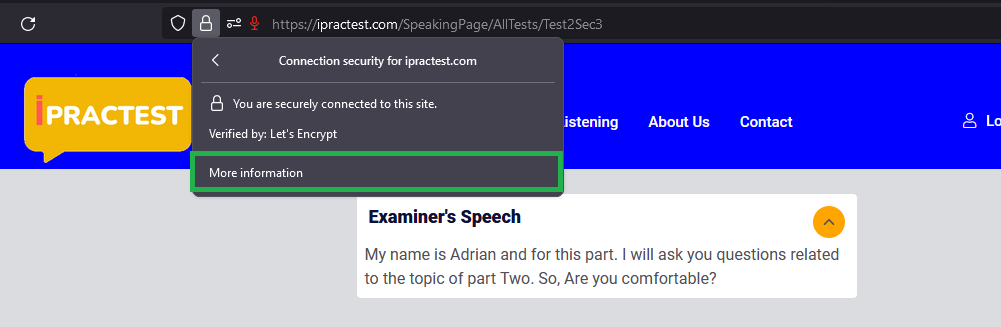 https://ipractest.com/SpeakingPage/AllTests/Test2Sec3
Connection security for ipractest.com
You are securely connected to this site.
Verified by: Let's Encrypt
More information
iPRACTEST
istening About Us Contact Lo
Examiner's Speech
My name is Adrian and for this part. I will ask you questions related
to the topic of part Two. So, Are you comfortable?